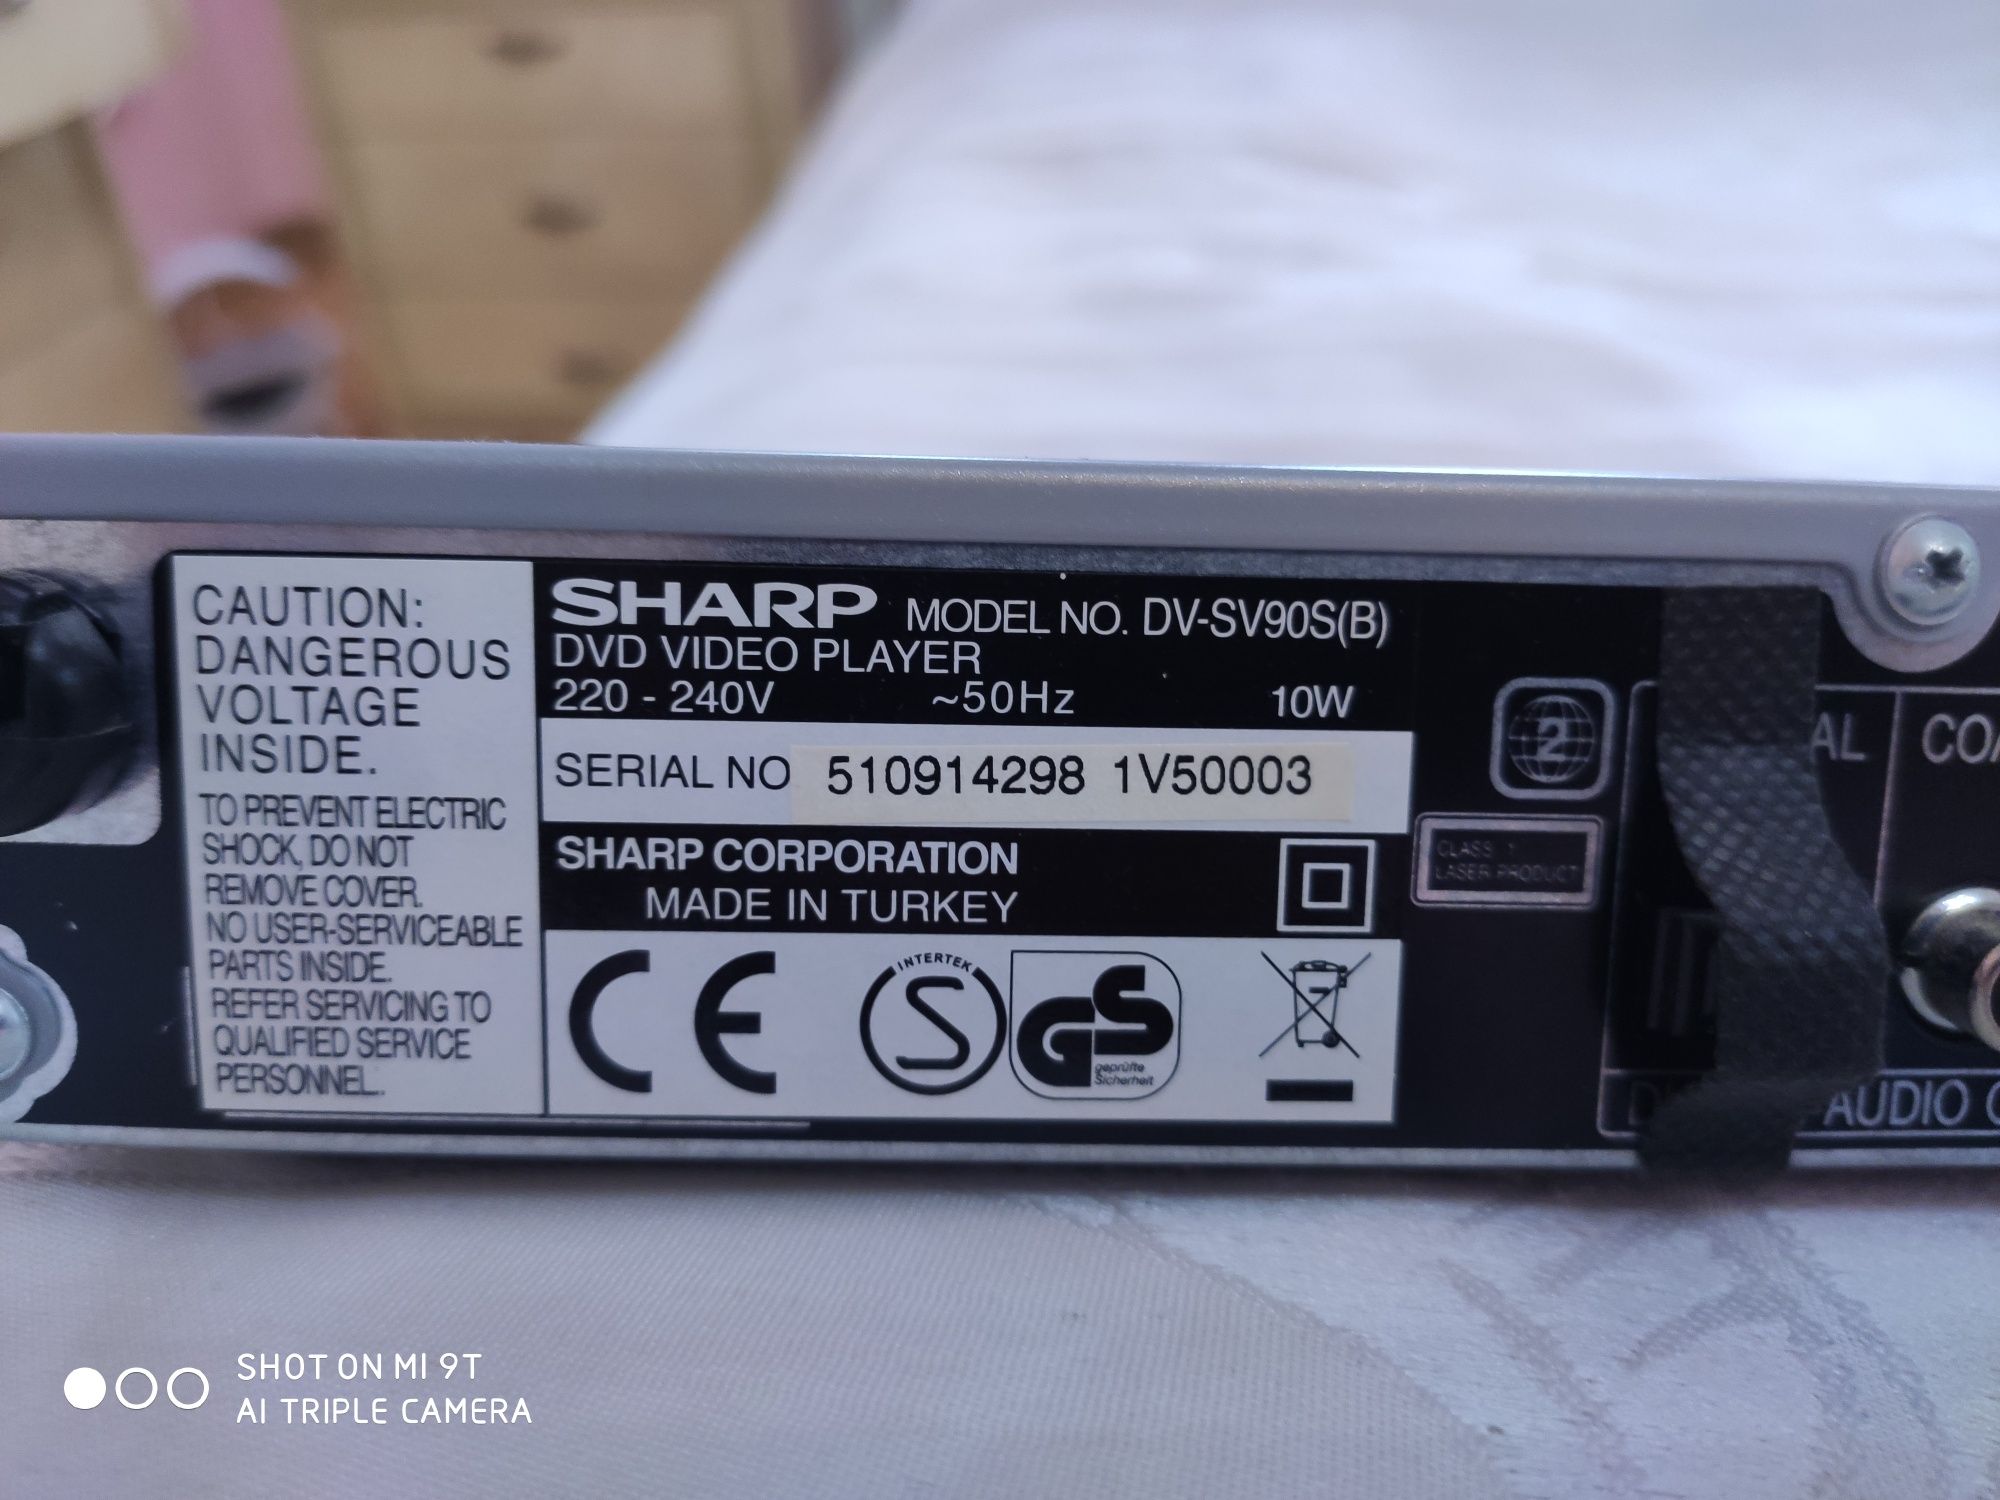 CAUTION:
DANGEROUS
VOLTAGE
INSIDE.
TO PREVENT ELECTRIC
SHOCK, DO NOT
REMOVE COVER.
NO USER-SERVICEABLE
PARTS INSIDE.
REFER SERVICING TO
QUALIFIED SERVICE
PERSONNEL.
SHARP MODEL NO. DV-SV90S(B)
DVD VIDEO PLAYER
220 - 240V ~50Hz 10W
SERIAL NO 510914298 1V50003
SHARP CORPORATION
MADE IN TURKEY
CE
INTERTEK
S
GS
geprüfte
Sicherheit
2
CLASS 1
LASER PRODUCT
AUDIO
SHOT ON MI 9T
AI TRIPLE CAMERA